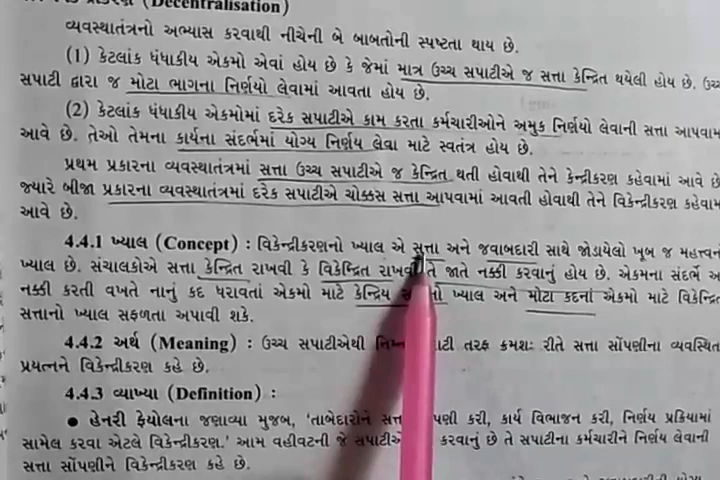 (Decentralisation)
વ્યવસ્થાતંત્રનો અભ્યાસ કરવાથી નીચેની બે બાબતોની સ્પષ્ટતા થાય છે.
(1) કેટલાંક ધંધાકીય એકમો એવાં હોય છે કે જેમાં માત્ર ઉચ્ચ સપાટીએ જ સત્તા કેન્દ્રિત થયેલી હોય છે. ઉચ્ચ
સપાટી દ્વારા જ મોટા ભાગના નિર્ણયો લેવામાં આવતા હોય છે.
(2) કેટલાંક ધંધાકીય એકમોમાં દરેક સપાટીએ કામ કરતા કર્મચારીઓને અમુક નિર્ણયો લેવાની સત્તા આપવામ
આવે છે. તેઓ તેમના કાર્યના સંદર્ભમાં યોગ્ય નિર્ણય લેવા માટે સ્વતંત્ર હોય છે.
પ્રથમ પ્રકારના વ્યવસ્થાતંત્રમાં સત્તા ઉચ્ચ સપાટીએ જ કેન્દ્રિત થતી હોવાથી તેને કેન્દ્રીકરણ કહેવામાં આવે છે
જ્યારે બીજા પ્રકારના વ્યવસ્થાતંત્રમાં દરેક સપાટીએ ચોક્કસ સત્તા આપવામાં આવતી હોવાથી તેને વિકેન્દ્રીકરણ કહેવામ
આવે છે.
4.4.1 ખ્યાલ (Concept) : વિકેન્દ્રીકરણનો ખ્યાલ એ સત્તા અને જવાબદારી સાથે જોડાયેલો ખૂબ જ મહત્ત્વન
ખ્યાલ છે. સંચાલકોએ સત્તા કેન્દ્રિત રાખવી કે વિકેન્દ્રિત રાખવી તે જાતે નક્કી કરવાનું હોય છે. એકમના સંદર્ભ
નક્કી કરતી વખતે નાનું કદ ધરાવતાં એકમો માટે કેન્દ્રિય ખ્યાલ અને મોટા કદનાં એકમો માટે વિકેન્દ્રિ
સત્તાનો ખ્યાલ સફળતા અપાવી શકે.
4.4.2 અર્થ (Meaning) : ઉચ્ચ સપાટીએથી તરફ ક્રમશઃ રીતે સત્તા સોંપણીના વ્યવસ્થિત
પ્રયત્નને વિકેન્દ્રીકરણ કહે છે.
4.4.3 વ્યાખ્યા (Definition) :
● હેનરી ફેયોલના જણાવ્યા મુજબ, ‘તાબેદારોને કરી, કાર્ય વિભાજન કરી, નિર્ણય પ્રક્રિયામાં
સામેલ કરવા એટલે વિકેન્દ્રીકરણ.’ આમ વહીવટની જે કરવાનું છે તે સપાટીના કર્મચારીને નિર્ણય લેવાની
સત્તા સોંપણીને વિકેન્દ્રીકરણ કહે છે.